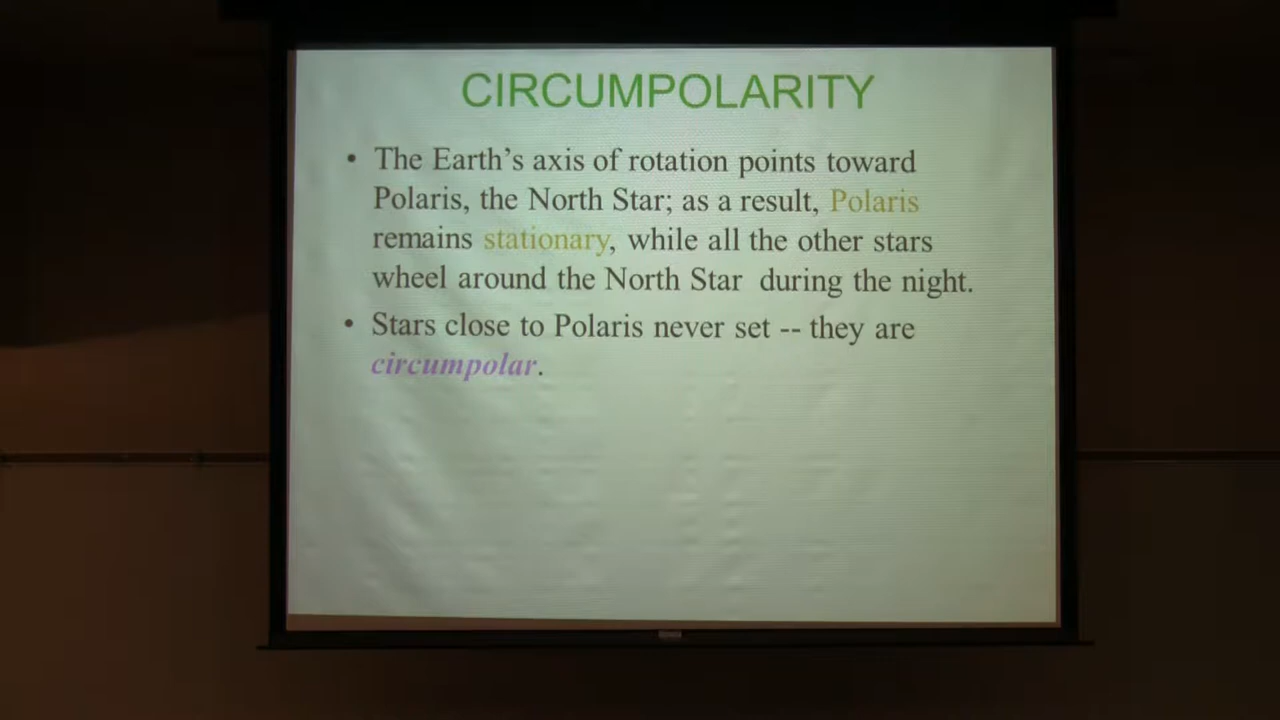 CIRCUMPOLARITY
• The Earth's axis of rotation points toward
Polaris, the North Star; as a result, Polaris
remains stationary, while all the other stars
wheel around the North Star during the night.
• Stars close to Polaris never set -- they are
circumpolar.